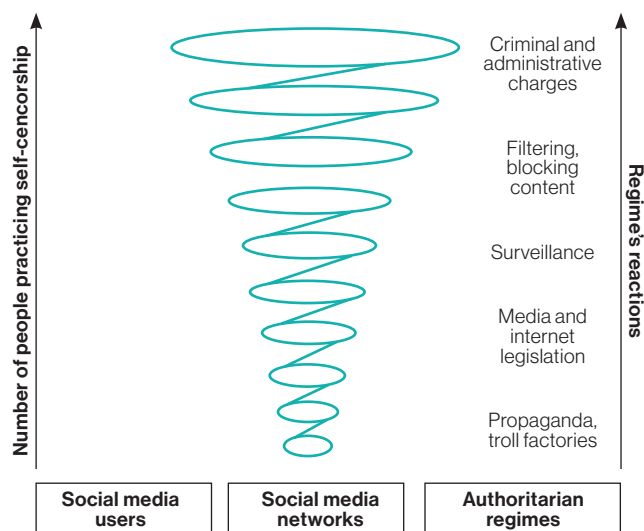 Number of people practicing self-cencorship
Criminal and
administrative
charges
Filtering,
blocking
content
Surveillance
Media and
internet
legislation
Propaganda,
troll factories
Regime's reactions
Social media
users
Social media
networks
Authoritarian
regimes